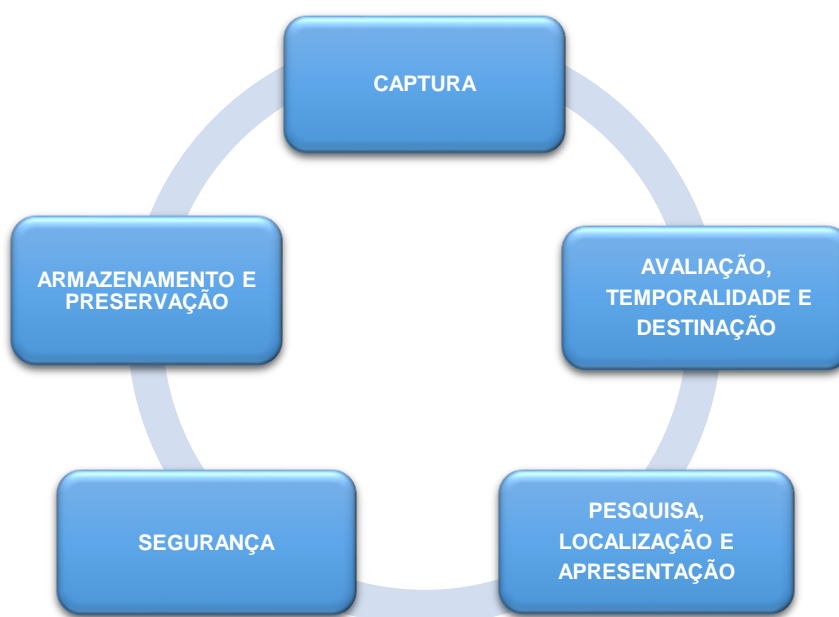 CAPTURA
AVALIAÇÃO,
TEMPORALIDADE E
DESTINAÇÃO
PESQUISA,
LOCALIZAÇÃO E
APRESENTAÇÃO
SEGURANÇA
ARMAZENAMENTO E
PRESERVAÇÃO